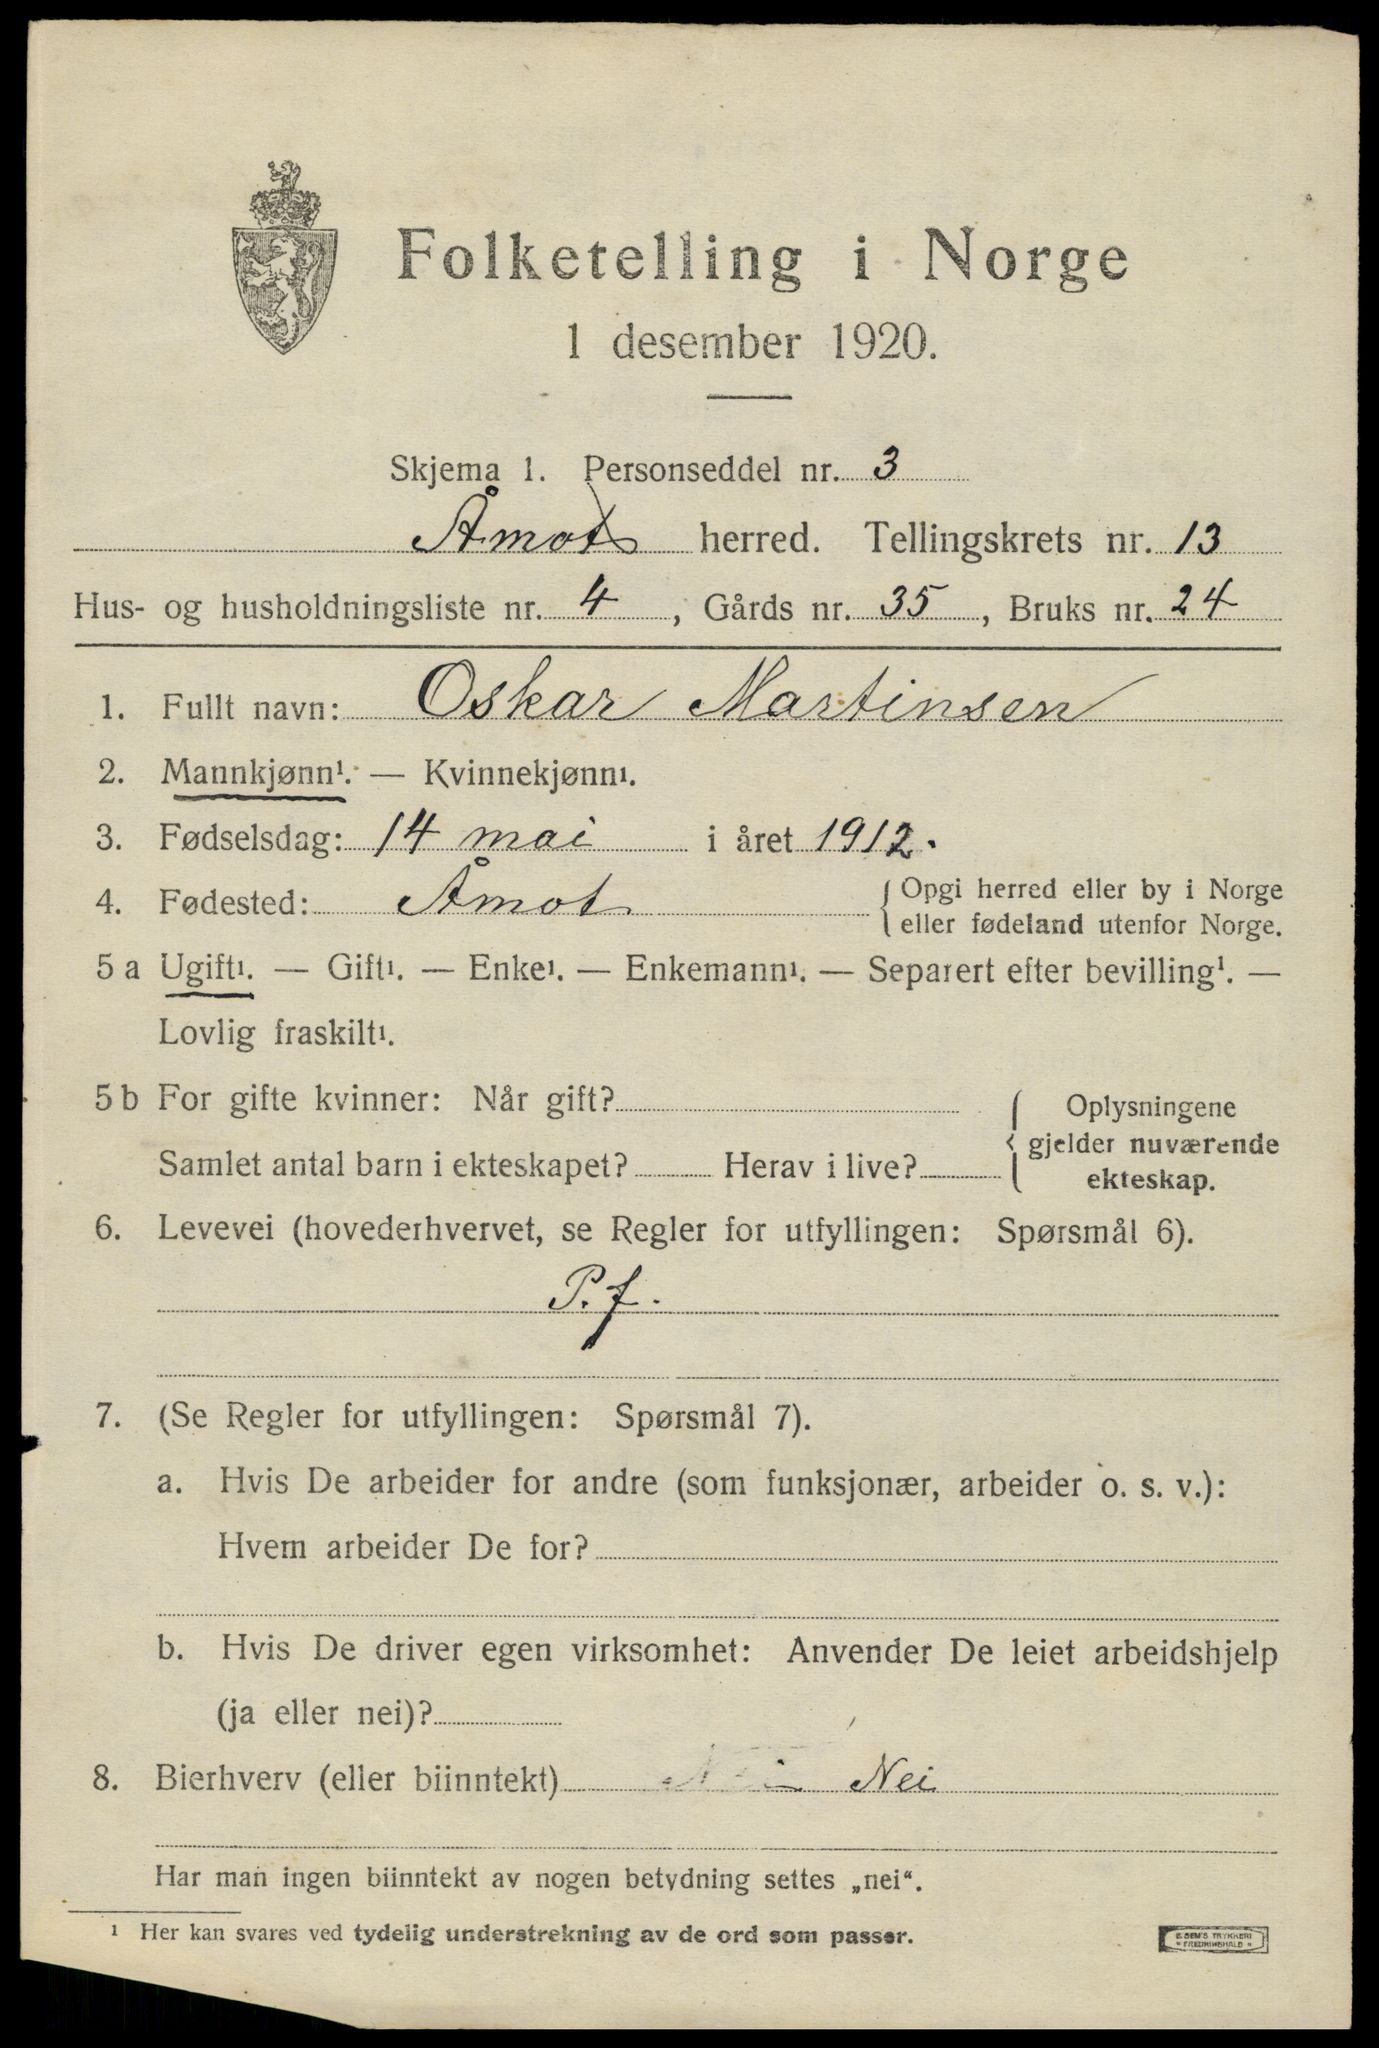 Folketelling i Norge
1 desember 1920.
Skjema 1. Personseddel nr. 3
Åmot herred. Tellingskrets nr. 13
Hus- og husholdningsliste nr. 4, Gårds nr. 35, Bruks nr. 24
1. Fullt navn: Oskar Martinsen
2. Mannkjønn¹. — Kvinnekjønn¹.
3. Fødselsdag: 14 mai i året 1912.
4. Fødested: Åmot { Opgi herred eller by i Norge
eller fødeland utenfor Norge.
5 a Ugift¹. — Gift¹. — Enke¹. — Enkemann¹. — Separert efter bevilling¹. —
Lovlig fraskilt¹.
5 b For gifte kvinner: Når gift?
Samlet antal barn i ekteskapet? Herav i live?
{ Oplysningene
gjelder nuværende
ekteskap.
6. Levevei (hovederhvervet, se Regler for utfyllingen: Spørsmål 6).
P. f.
7. (Se Regler for utfyllingen: Spørsmål 7).
a. Hvis De arbeider for andre (som funksjonær, arbeider o. s. v.):
Hvem arbeider De for?
b. Hvis De driver egen virksomhet: Anvender De leiet arbeidshjelp
(ja eller nei)?
8. Bierhverv (eller biinntekt) Nei Nei
Har man ingen biinntekt av nogen betydning settes „nei“.
¹ Her kan svares ved tydelig understrekning av de ord som passer.
E. SEM'S TRYKKERI
FREDRIKSHALD